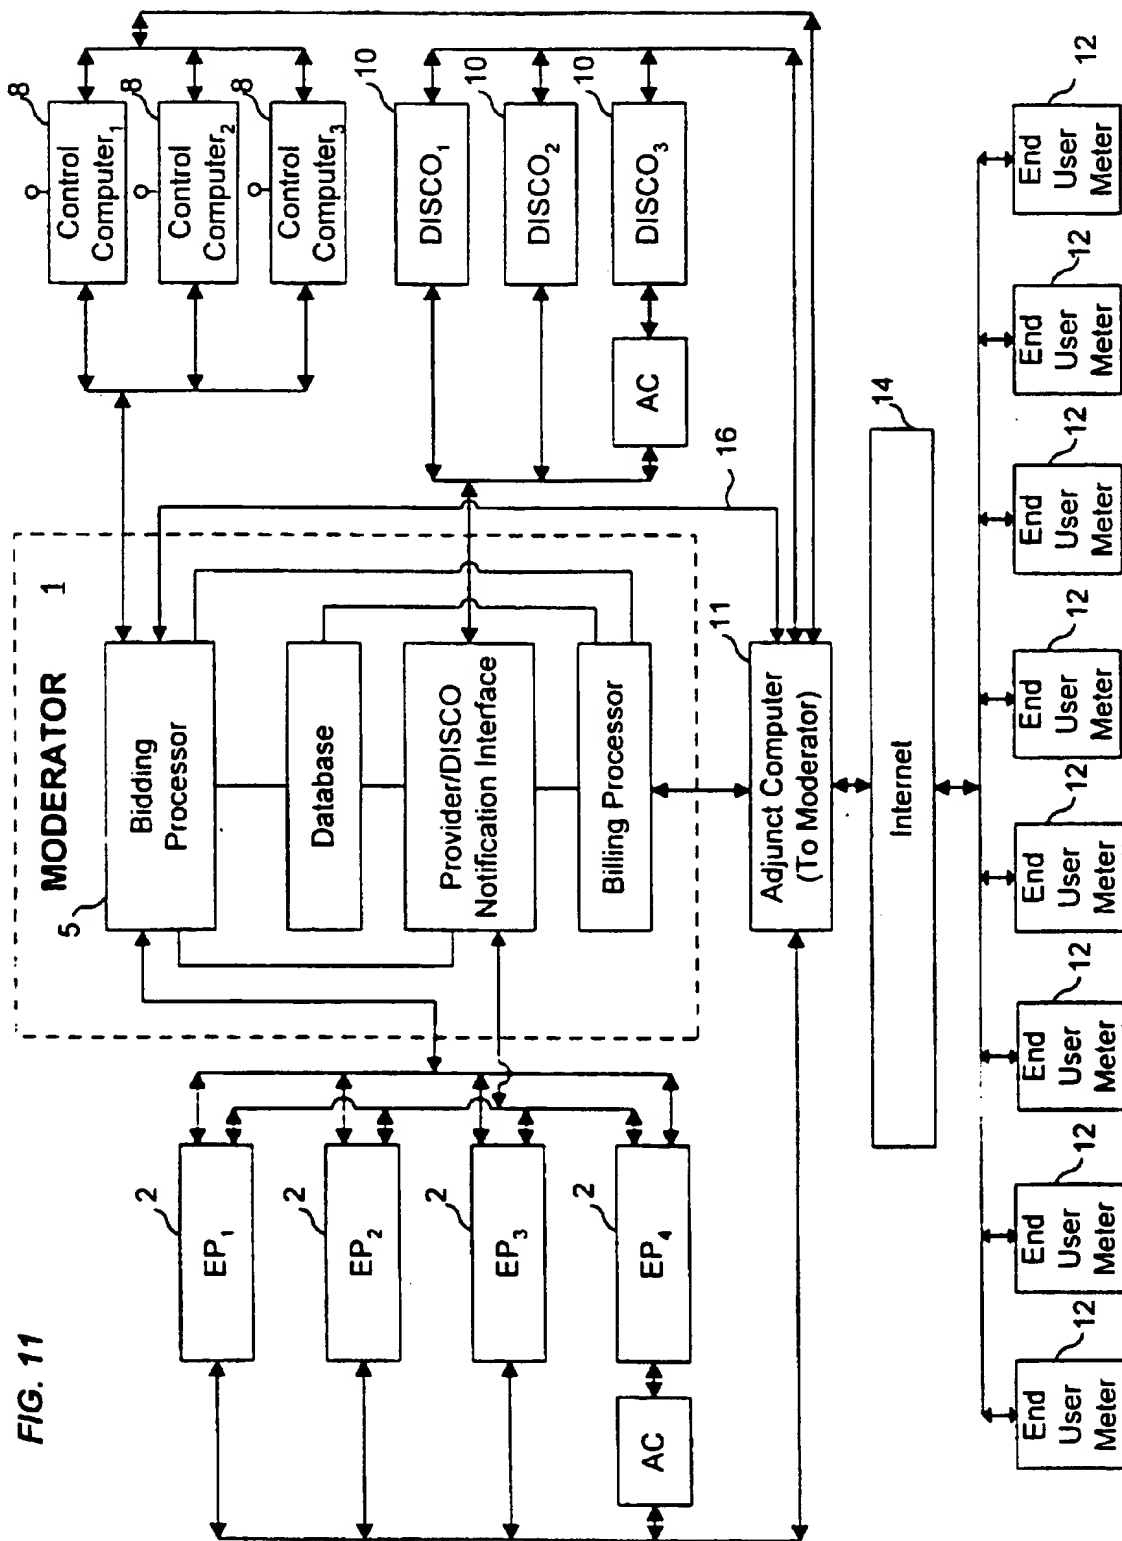 FIG. 11
MODERATOR
1
5
Bidding
Processor
Database
Provider/DISCO
Notification Interface
Billing Processor
2
EP1
2
EP2
2
EP3
2
EP4
AC
8
Control
Computer1
8
Control
Computer2
8
Control
Computer3
10
DISCO1
10
DISCO2
10
DISCO3
AC
16
11
Adjunct Computer
(To Moderator)
14
Internet
12
End
User
Meter
12
End
User
Meter
12
End
User
Meter
12
End
User
Meter
12
End
User
Meter
12
End
User
Meter
12
End
User
Meter
12
End
User
Meter